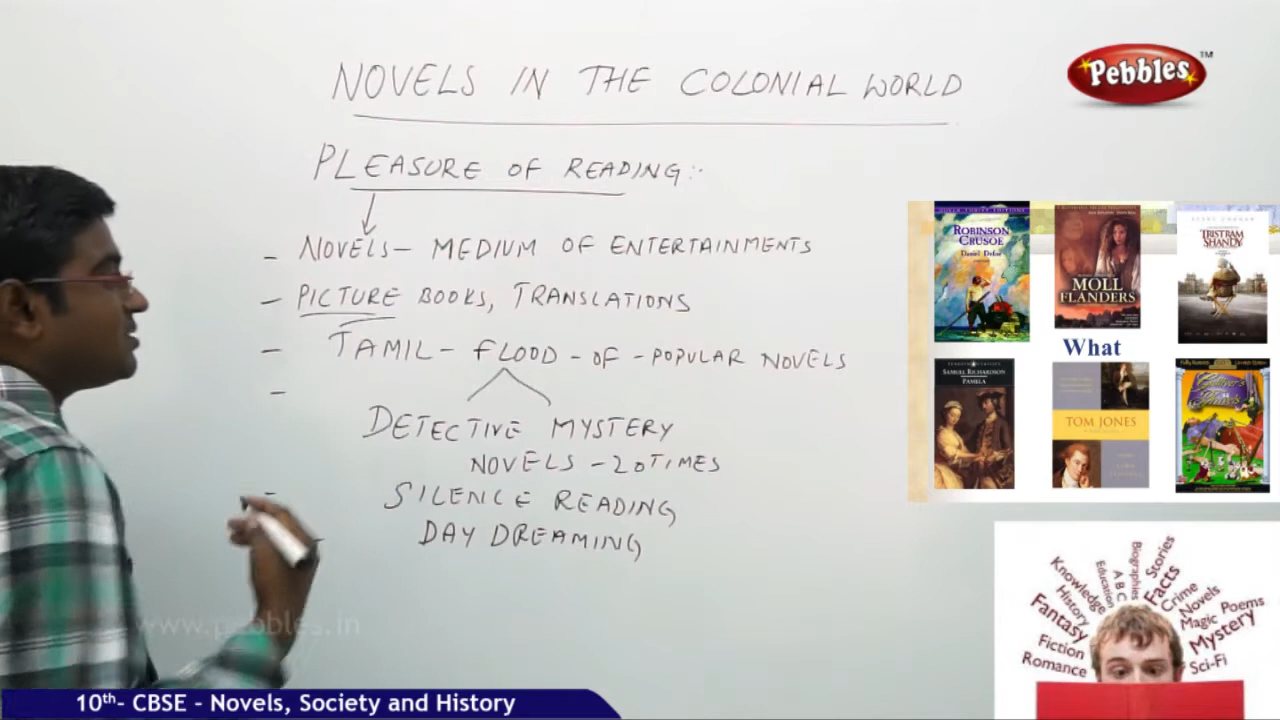 NOVELS IN THE COLONIAL WORLD
Pebbles™
PLEASURE OF READING:-
- NOVELS - MEDIUM OF ENTERTAINMENTS
- PICTURE BOOKS, TRANSLATIONS
- TAMIL - FLOOD - OF - POPULAR NOVELS
-
DETECTIVE MYSTERY
NOVELS - 20 TIMES
- SILENCE READING
DAY DREAMING
ROBINSON
CRUSOE
Daniel Defoe
MOLL
FLANDERS
TRISTRAM
SHANDY
What
SAMUEL RICHARDSON
PAMELA
TOM JONES
Gulliver's
Travels
Knowledge
History
Fantasy
Fiction
Romance
Education
A B C
Biographies
Stories
Facts
Crime
Novels
Magic
Poems
Mystery
Sci-Fi
www.pebbles.in
10th- CBSE - Novels, Society and History